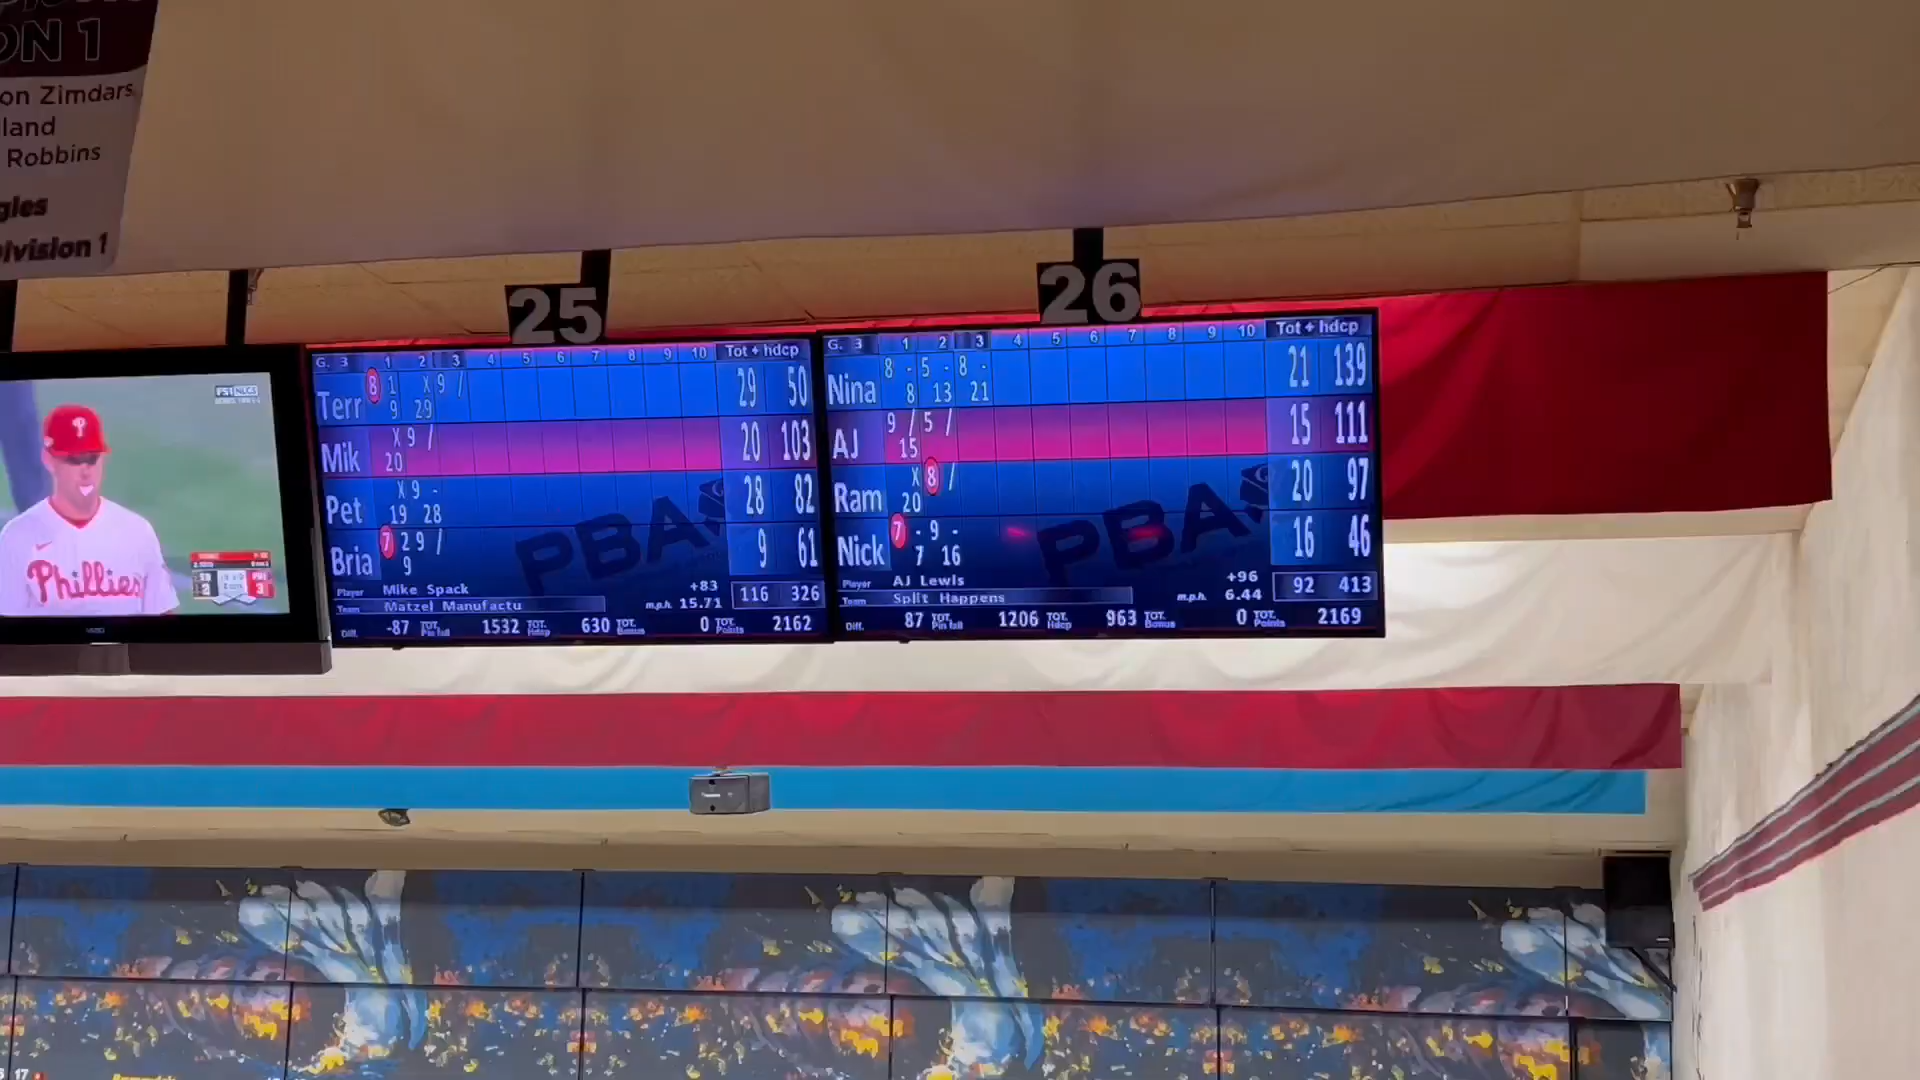 ON 1
on Zimdars
land
Robbins
gles
Division 1
25
26
Phillies
G. 3 1 2 3 4 5 6 7 8 9 10 Tot + hdcp
Terr 8 1 X 9 / 29 50
9 29
Mik X 9 / 20 103
20
Pet X 9 - 28 82
19 28
Bria 7 2 9 / 9 61
9
PBA
Player Mike Spack +83
Team Matzel Manufactu m.p.h. 15.71 116 326
Diff. -87 TOT. Pin fall 1532 TOT. Hdcp 630 TOT. Bonus 0 TOT. Points 2162
G. 3 1 2 3 4 5 6 7 8 9 10 Tot + hdcp
Nina 8 - 5 - 8 - 21 139
8 13 21
AJ 9 / 5 / 15 111
15
Ram X 8 / 20 97
20
Nick 7 - 9 - 16 46
7 16
PBA
Player AJ Lewis +96
Team Split Happens m.p.h. 6.44 92 413
Diff. 87 TOT. Pin fall 1206 TOT. Hdcp 963 TOT. Bonus 0 TOT. Points 2169
17